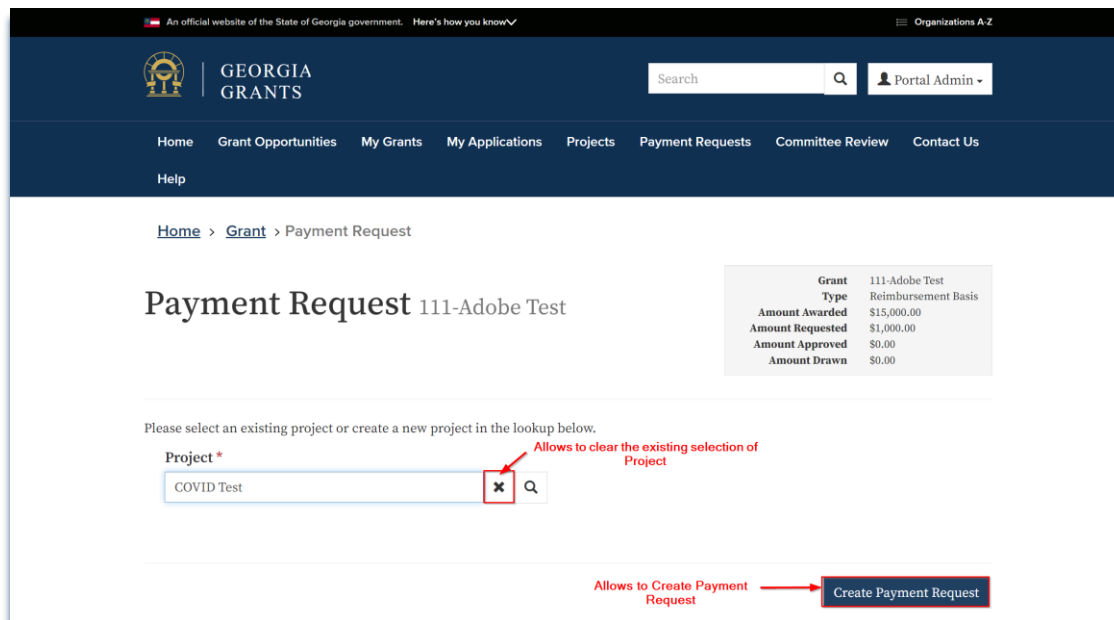 An official website of the State of Georgia government. Here's how you know
Organizations A-Z
GEORGIA
GRANTS
Search
Portal Admin
Home Grant Opportunities My Grants My Applications Projects Payment Requests Committee Review Contact Us
Help
Home > Grant > Payment Request
Payment Request 111-Adobe Test
Grant 111-Adobe Test
Type Reimbursement Basis
Amount Awarded $15,000.00
Amount Requested $1,000.00
Amount Approved $0.00
Amount Drawn $0.00
Please select an existing project or create a new project in the lookup below.
Allows to clear the existing selection of
Project
Project *
COVID Test
Allows to Create Payment
Request
Create Payment Request